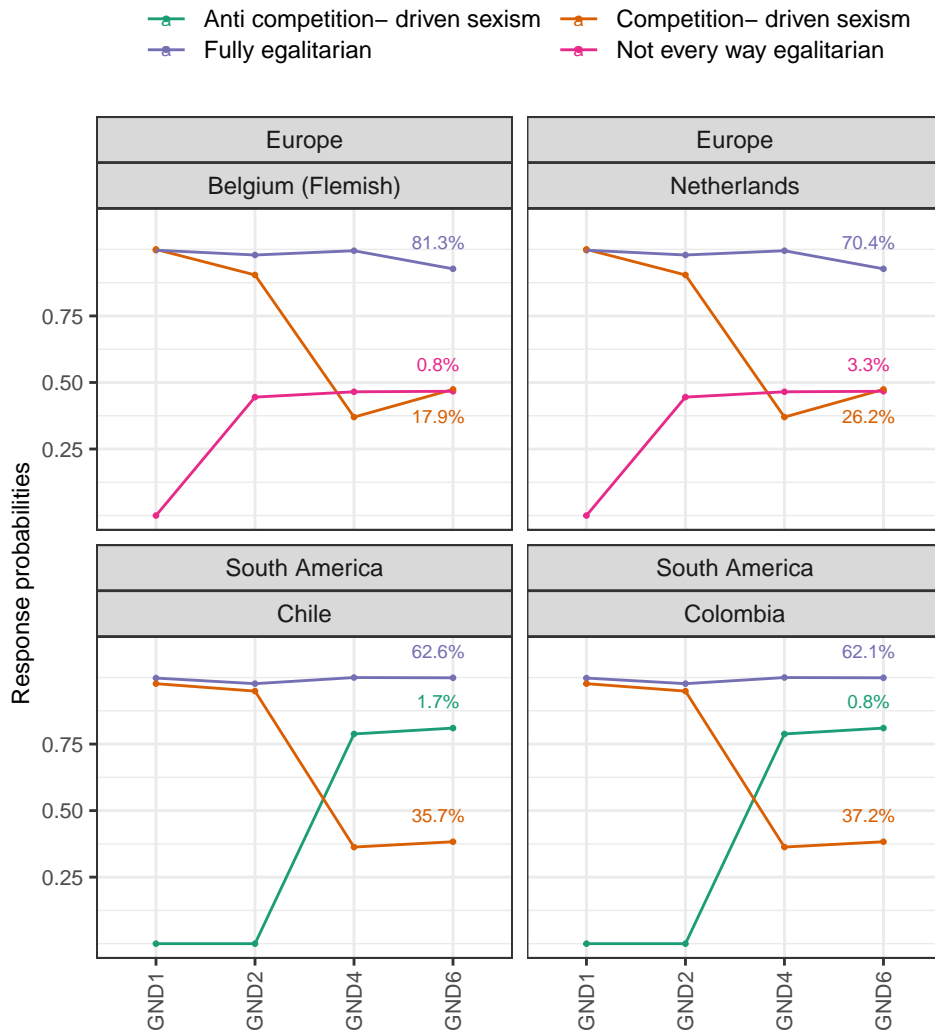 a Anti competition− driven sexism a Competition− driven sexism
a Fully egalitarian a Not every way egalitarian
Europe Europe
Belgium (Flemish) Netherlands
81.3% 70.4%
0.75
0.8% 3.3%
0.50
17.9% 26.2%
0.25
Response probabilities
South America South America
Chile Colombia
62.6% 62.1%
1.7% 0.8%
0.75
35.7% 37.2%
0.50
0.25
GND1 GND2 GND4 GND6 GND1 GND2 GND4 GND6